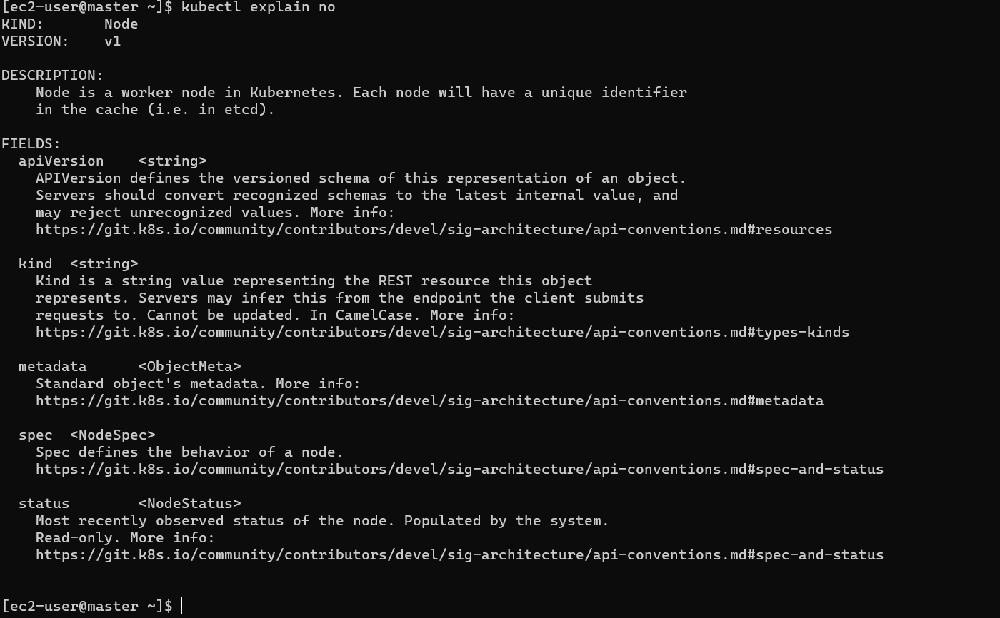 [ec2-user@master ~]$ kubectl explain no
KIND:       Node
VERSION:    v1

DESCRIPTION:
    Node is a worker node in Kubernetes. Each node will have a unique identifier
    in the cache (i.e. in etcd).

FIELDS:
  apiVersion    <string>
    APIVersion defines the versioned schema of this representation of an object.
    Servers should convert recognized schemas to the latest internal value, and
    may reject unrecognized values. More info:
    https://git.k8s.io/community/contributors/devel/sig-architecture/api-conventions.md#resources

  kind  <string>
    Kind is a string value representing the REST resource this object
    represents. Servers may infer this from the endpoint the client submits
    requests to. Cannot be updated. In CamelCase. More info:
    https://git.k8s.io/community/contributors/devel/sig-architecture/api-conventions.md#types-kinds

  metadata      <ObjectMeta>
    Standard object's metadata. More info:
    https://git.k8s.io/community/contributors/devel/sig-architecture/api-conventions.md#metadata

  spec  <NodeSpec>
    Spec defines the behavior of a node.
    https://git.k8s.io/community/contributors/devel/sig-architecture/api-conventions.md#spec-and-status

  status        <NodeStatus>
    Most recently observed status of the node. Populated by the system.
    Read-only. More info:
    https://git.k8s.io/community/contributors/devel/sig-architecture/api-conventions.md#spec-and-status


[ec2-user@master ~]$